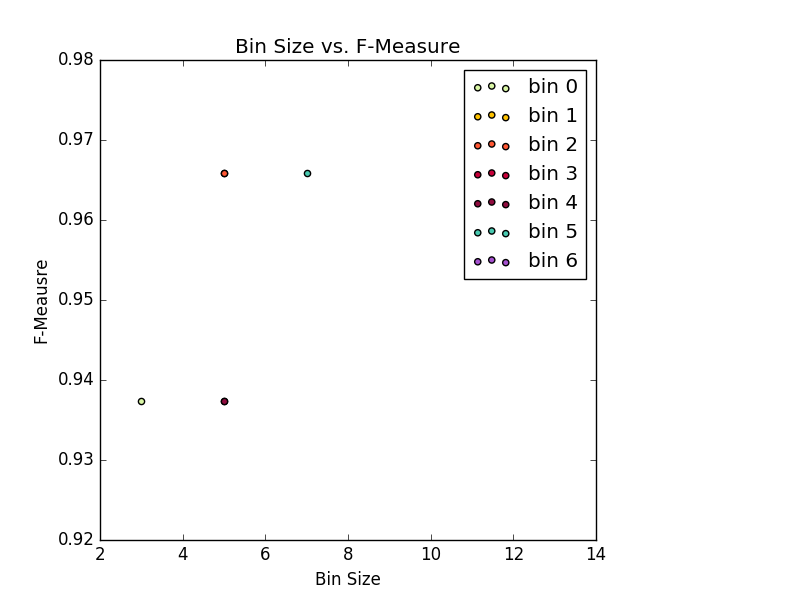 Bin Size vs. F-Measure
0.98
0.97
0.96
0.95
0.94
0.93
0.92
F-Meausre
bin 0
bin 1
bin 2
bin 3
bin 4
bin 5
bin 6
2 4 6 8 10 12 14
Bin Size